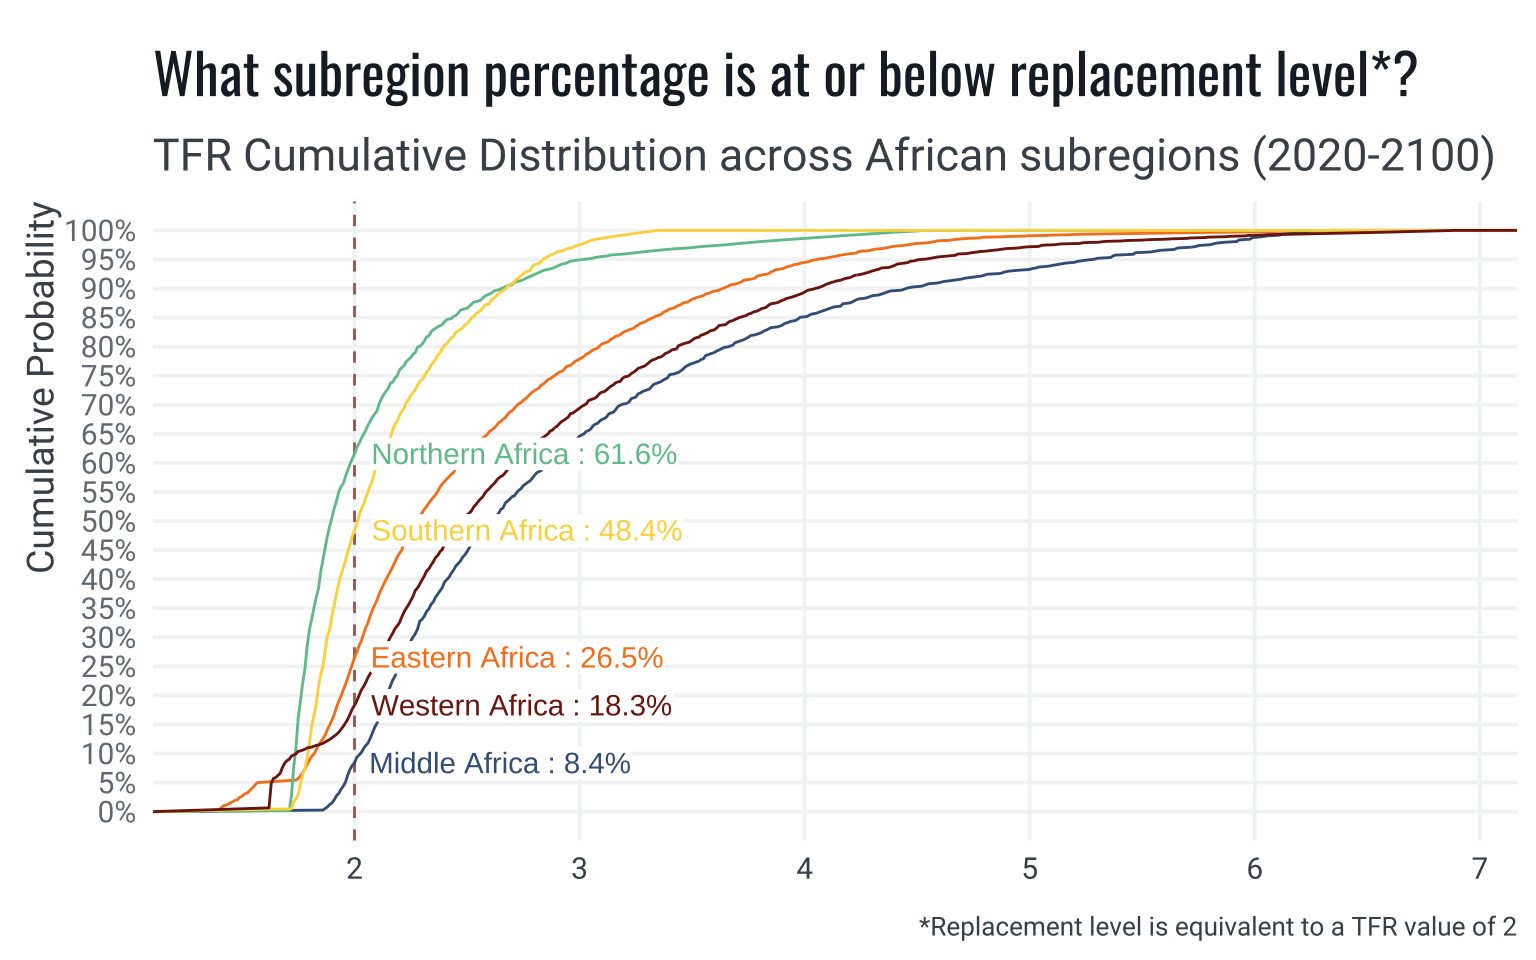 What subregion percentage is at or below replacement level*?
TFR Cumulative Distribution across African subregions (2020-2100)
Cumulative Probability
100%
95%
90%
85%
80%
75%
70%
65%
60%
55%
50%
45%
40%
35%
30%
25%
20%
15%
10%
5%
0%
Northern Africa : 61.6%
Southern Africa : 48.4%
Eastern Africa : 26.5%
Western Africa : 18.3%
Middle Africa : 8.4%
2 3 4 5 6 7
*Replacement level is equivalent to a TFR value of 2